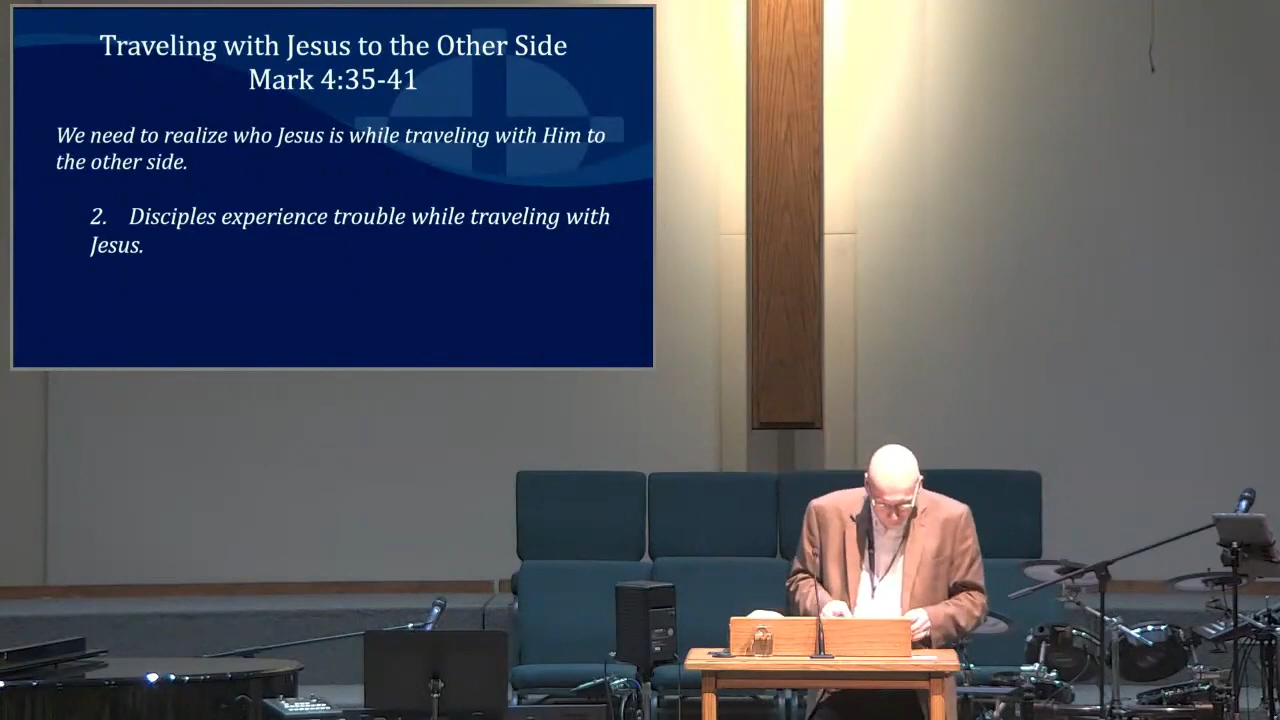 Traveling with Jesus to the Other Side
Mark 4:35-41
We need to realize who Jesus is while traveling with Him to
the other side.
2. Disciples experience trouble while traveling with
Jesus.